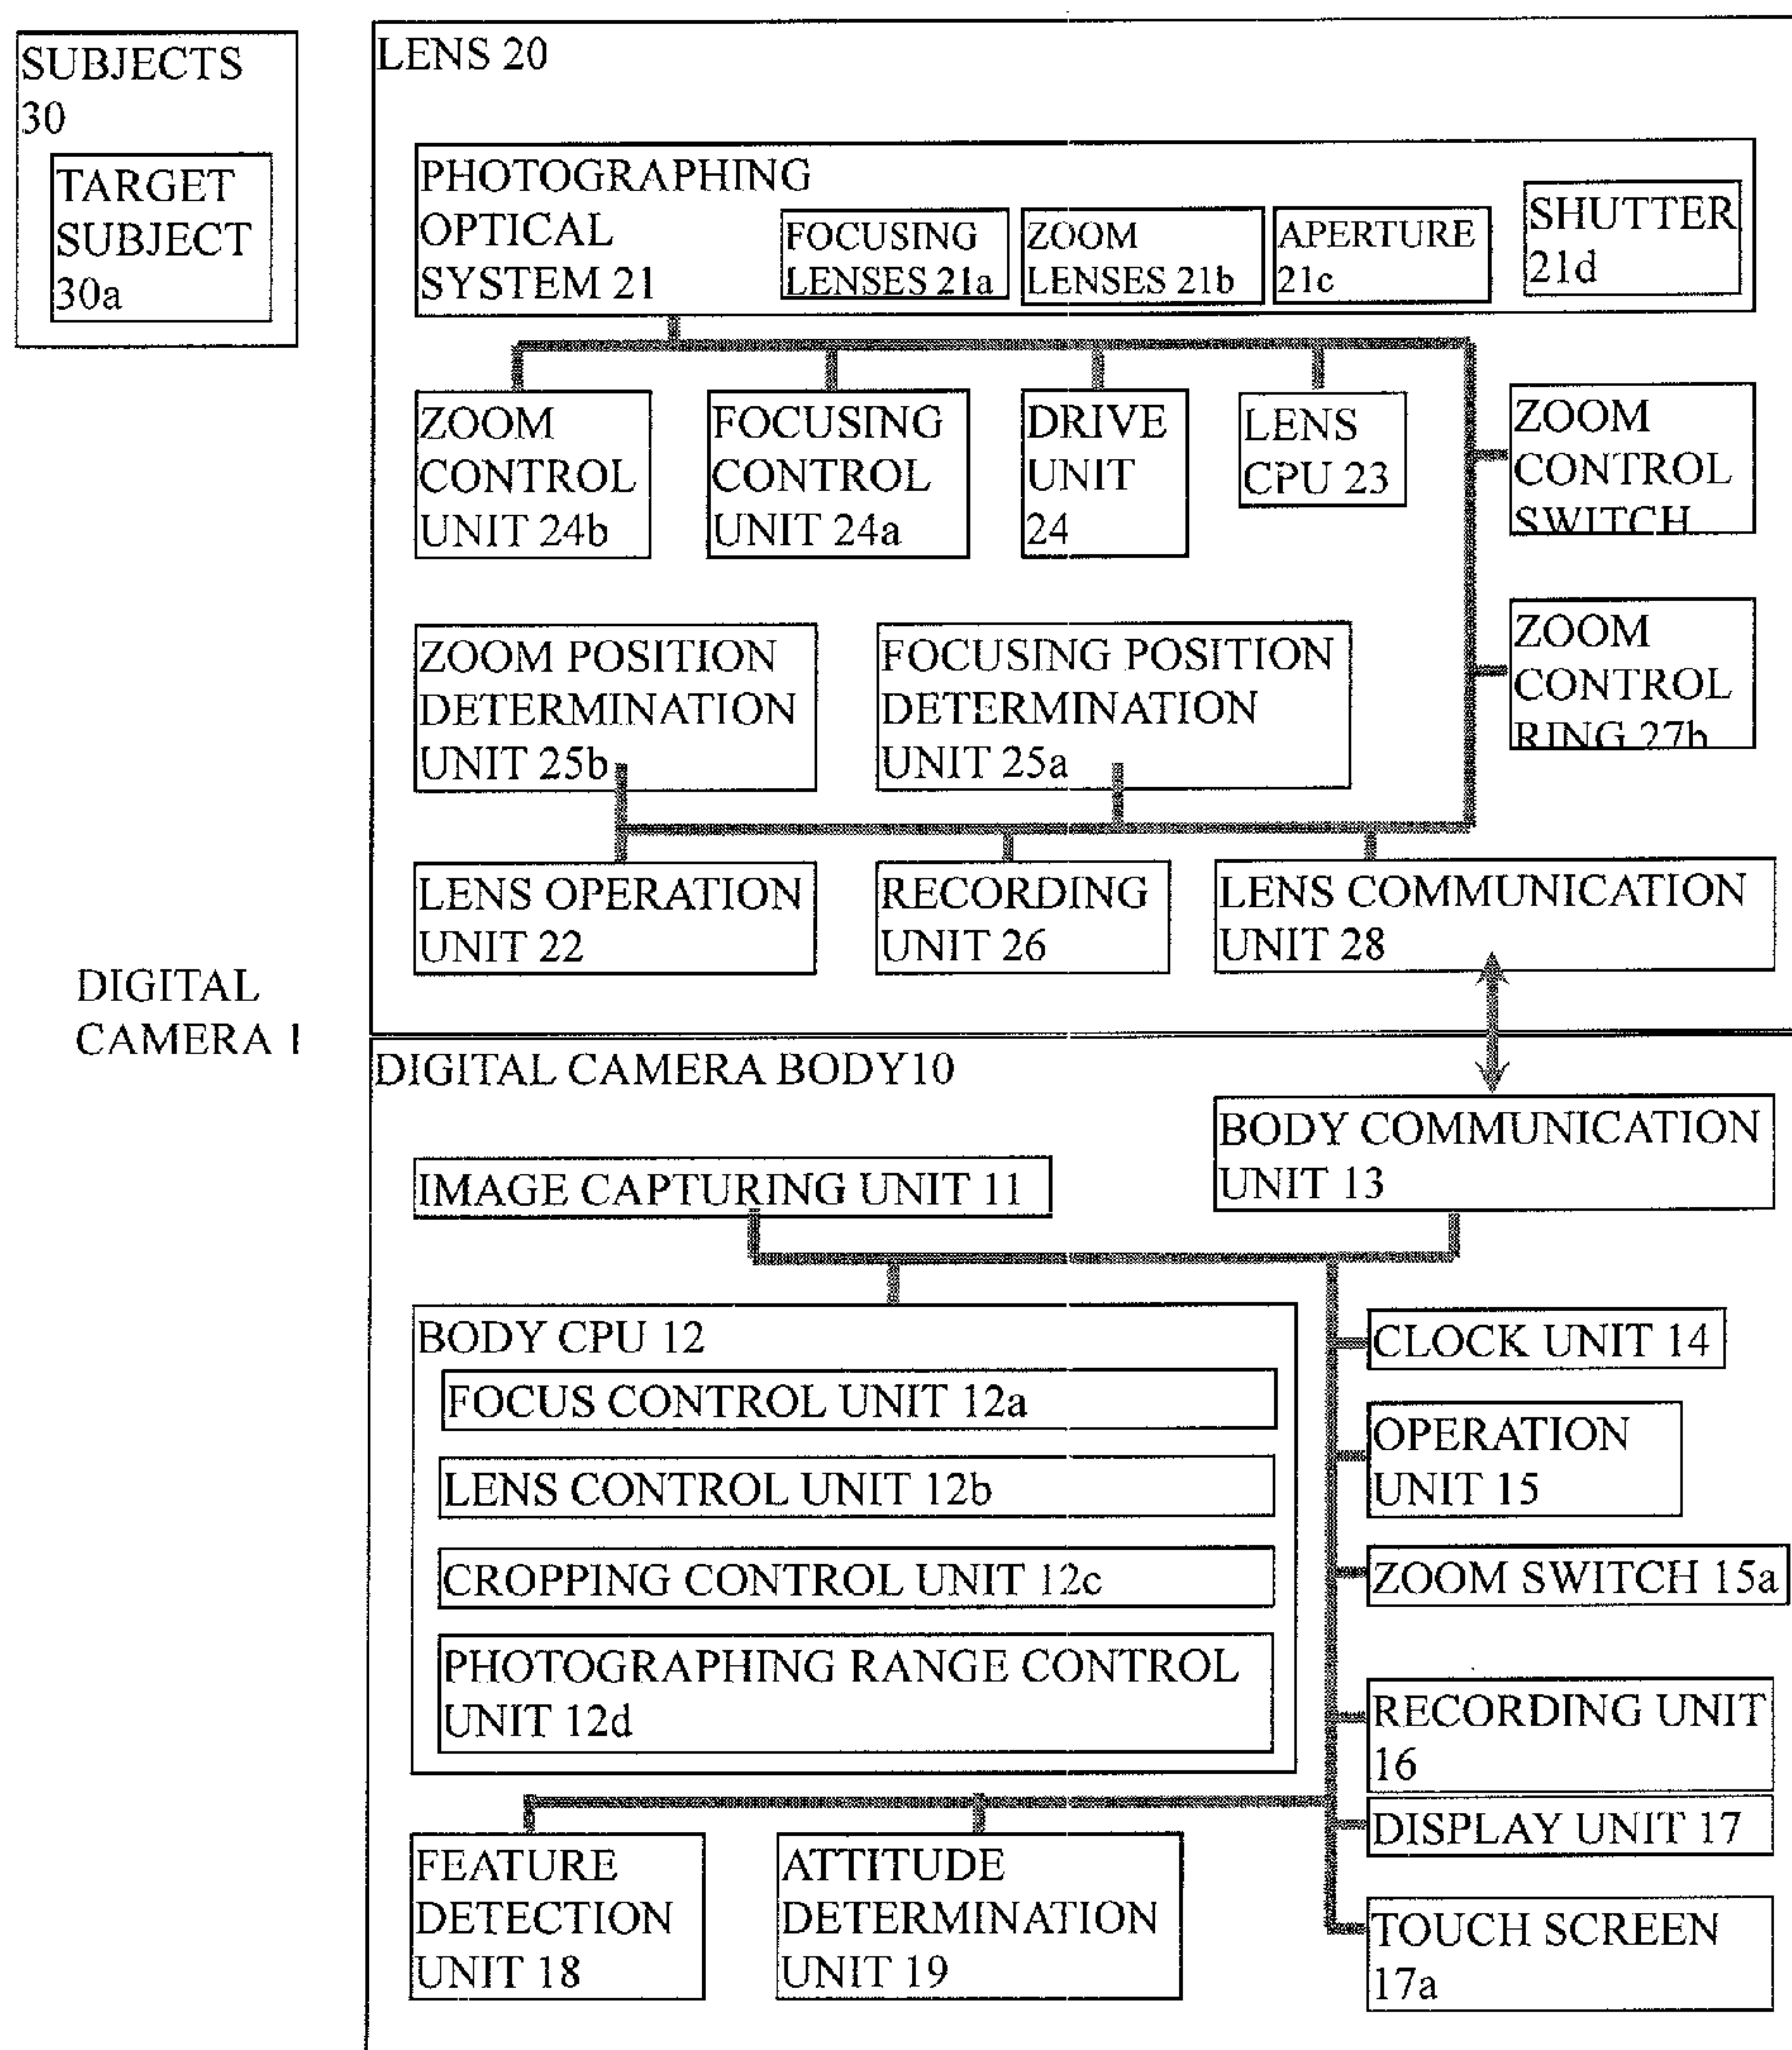 SUBJECTS
30
TARGET
SUBJECT
30a
LENS 20
PHOTOGRAPHING
OPTICAL
SYSTEM 21
FOCUSING
LENSES 21a
ZOOM
LENSES 21b
APERTURE
21c
SHUTTER
21d
ZOOM
CONTROL
UNIT 24b
FOCUSING
CONTROL
UNIT 24a
DRIVE
UNIT
24
LENS
CPU 23
ZOOM
CONTROL
SWITCH
ZOOM POSITION
DETERMINATION
UNIT 25b
FOCUSING POSITION
DETERMINATION
UNIT 25a
ZOOM
CONTROL
RING 27b
LENS OPERATION
UNIT 22
RECORDING
UNIT 26
LENS COMMUNICATION
UNIT 28
DIGITAL
CAMERA 1
DIGITAL CAMERA BODY10
IMAGE CAPTURING UNIT 11
BODY COMMUNICATION
UNIT 13
BODY CPU 12
FOCUS CONTROL UNIT 12a
LENS CONTROL UNIT 12b
CROPPING CONTROL UNIT 12c
PHOTOGRAPHING RANGE CONTROL
UNIT 12d
CLOCK UNIT 14
OPERATION
UNIT 15
ZOOM SWITCH 15a
RECORDING UNIT
16
DISPLAY UNIT 17
TOUCH SCREEN
17a
FEATURE
DETECTION
UNIT 18
ATTITUDE
DETERMINATION
UNIT 19